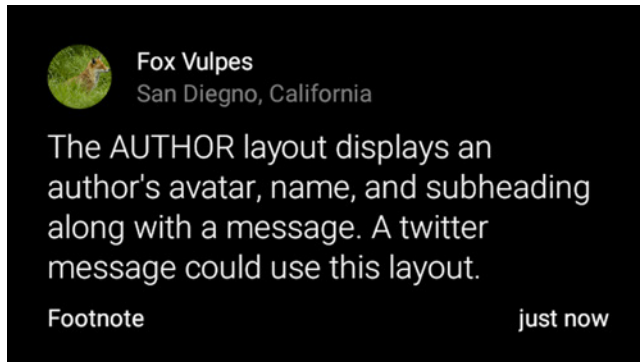 Fox Vulpes
San Diegno, California
The AUTHOR layout displays an
author's avatar, name, and subheading
along with a message. A twitter
message could use this layout.
Footnote
just now